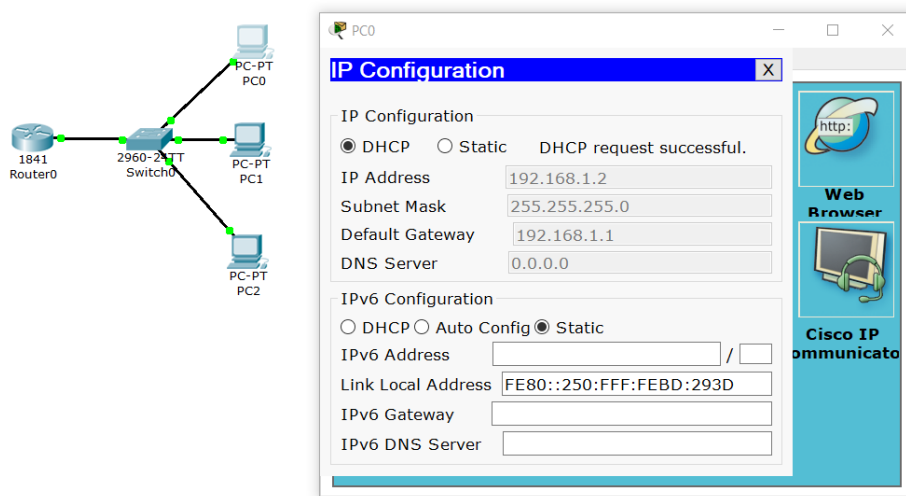 PC-PT
PC0
1841
Router0
2960-24TT
Switch0
PC-PT
PC1
PC-PT
PC2
PC0
IP Configuration
X
IP Configuration
DHCP
Static
DHCP request successful.
IP Address
192.168.1.2
Subnet Mask
255.255.255.0
Default Gateway
192.168.1.1
DNS Server
0.0.0.0
IPv6 Configuration
DHCP
Auto Config
Static
IPv6 Address
/
Link Local Address
FE80::250:FFF:FEBD:293D
IPv6 Gateway
IPv6 DNS Server
http:
Web
Browser
Cisco IP
ommunicato